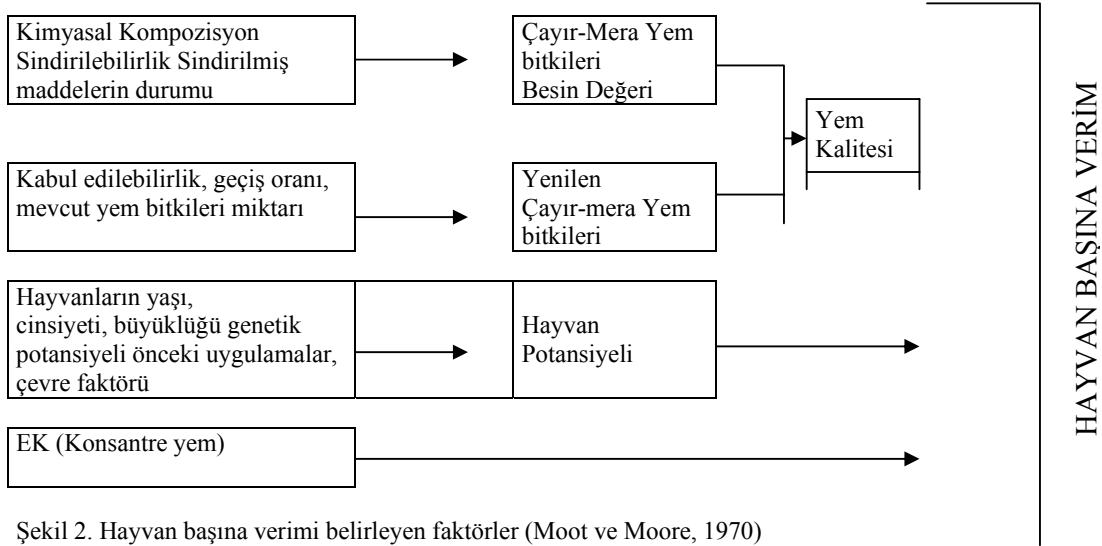 Kimyasal Kompozisyon
Sindirilebilirlik Sindirilmiş
maddelerin durumu
Çayır-Mera Yem
bitkileri
Besin Değeri
Yem
Kalitesi
Kabul edilebilirlik, geçiş oranı,
mevcut yem bitkileri miktarı
Yenilen
Çayır-mera Yem
bitkileri
Hayvanların yaşı,
cinsiyeti, büyüklüğü genetik
potansiyeli önceki uygulamalar,
çevre faktörü
Hayvan
Potansiyeli
EK (Konsantre yem)
HAYVAN BAŞINA VERİM
Şekil 2. Hayvan başına verimi belirleyen faktörler (Moot ve Moore, 1970)